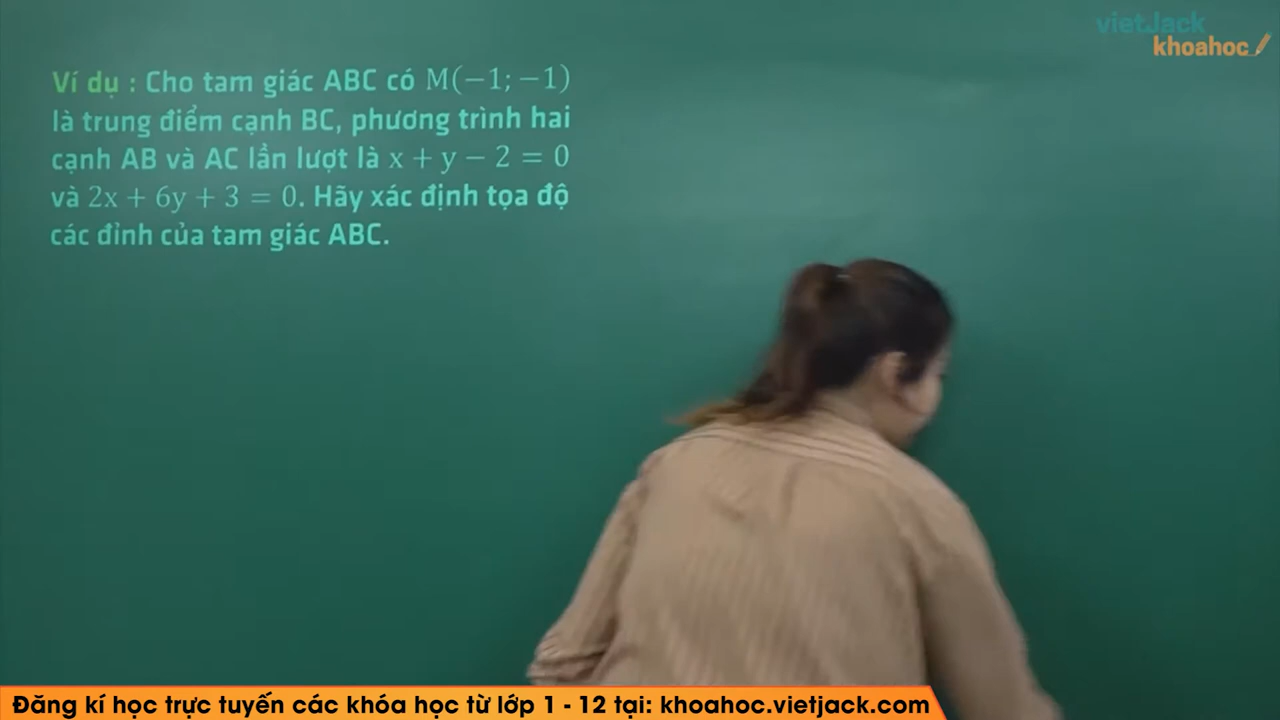 vietJack
khoahoc
Ví dụ : Cho tam giác ABC có M(−1; −1)
là trung điểm cạnh BC, phương trình hai
cạnh AB và AC lần lượt là x + y − 2 = 0
và 2x + 6y + 3 = 0. Hãy xác định tọa độ
các đỉnh của tam giác ABC.
Đăng kí học trực tuyến các khóa học từ lớp 1 - 12 tại: khoahoc.vietjack.com